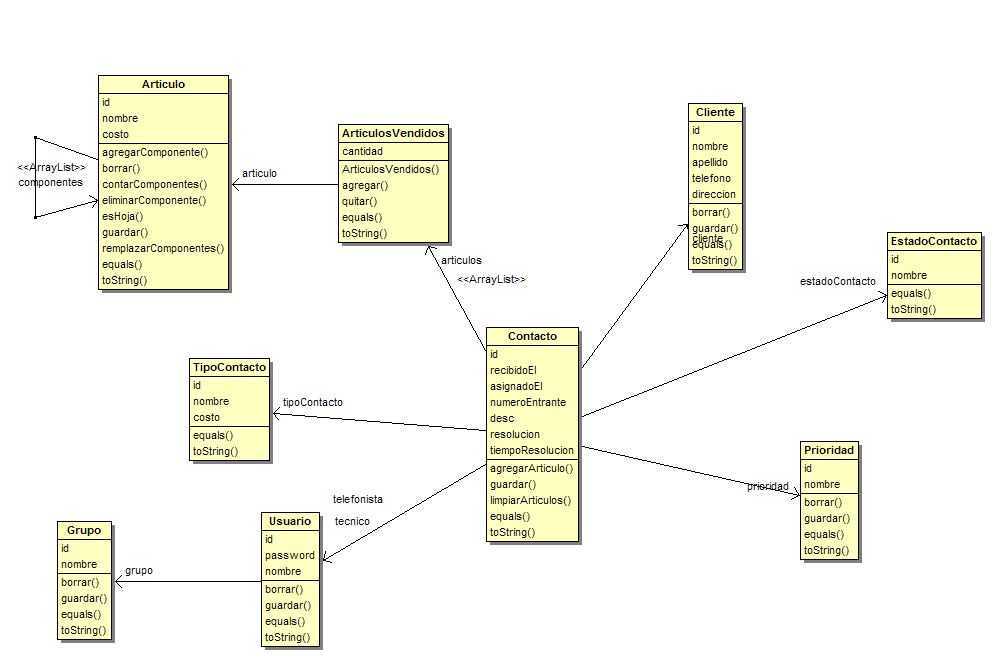 Articulo
id
nombre
costo
agregarComponente()
borrar()
contarComponentes()
eliminarComponente()
esHoja()
guardar()
remplazarComponentes()
equals()
toString()
<<ArrayList>>
componentes
articulo
ArticulosVendidos
cantidad
ArticulosVendidos()
agregar()
quitar()
equals()
toString()
articulos
<<ArrayList>>
Cliente
id
nombre
apellido
telefono
direccion
borrar()
guardar()
cliente
equals()
toString()
EstadoContacto
id
nombre
equals()
toString()
estadoContacto
Contacto
id
recibidoEl
asignadoEl
numeroEntrante
desc
resolucion
tiempoResolucion
agregarArticulo()
guardar()
limpiarArticulos()
equals()
toString()
TipoContacto
id
nombre
costo
equals()
toString()
tipoContacto
Prioridad
id
nombre
borrar()
guardar()
equals()
toString()
prioridad
telefonista
tecnico
Usuario
id
password
nombre
borrar()
guardar()
equals()
toString()
grupo
Grupo
id
nombre
borrar()
guardar()
equals()
toString()